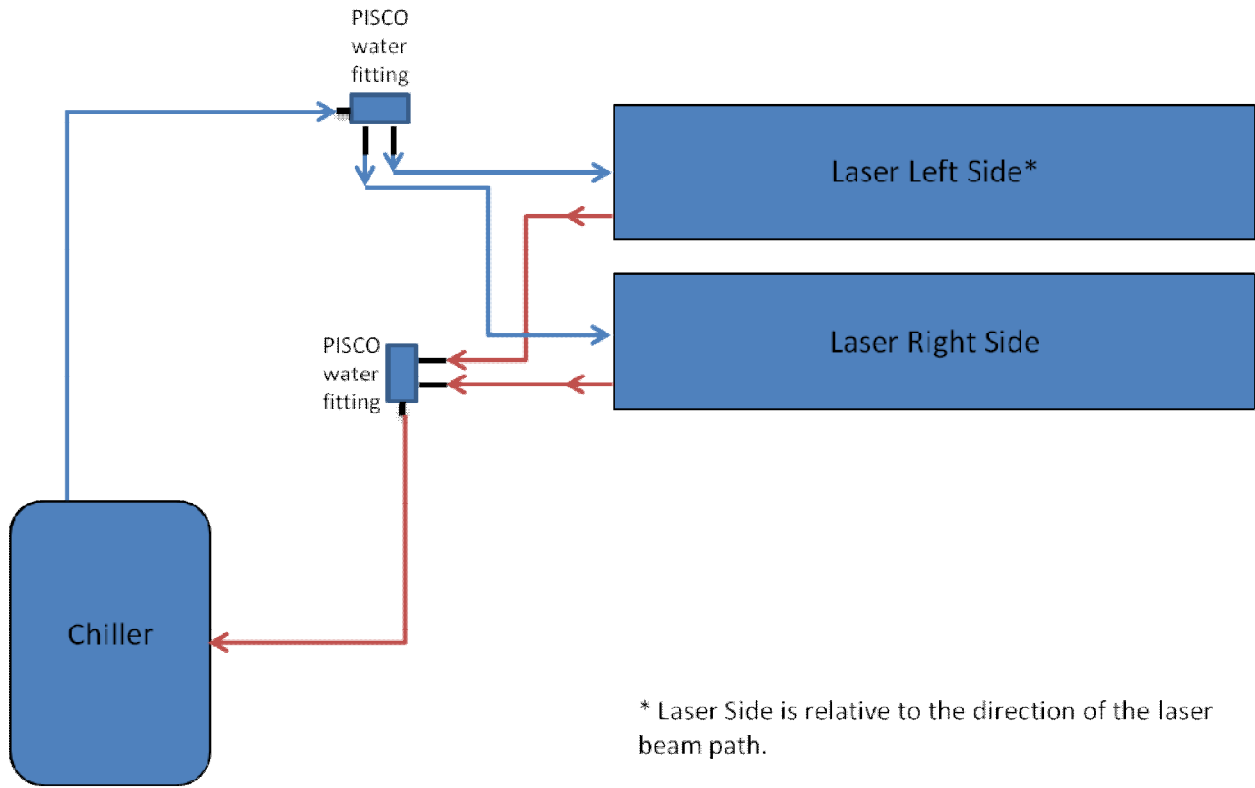 PISCO
water
fitting
Laser Left Side*
PISCO
water
fitting
Laser Right Side
Chiller
* Laser Side is relative to the direction of the laser
beam path.